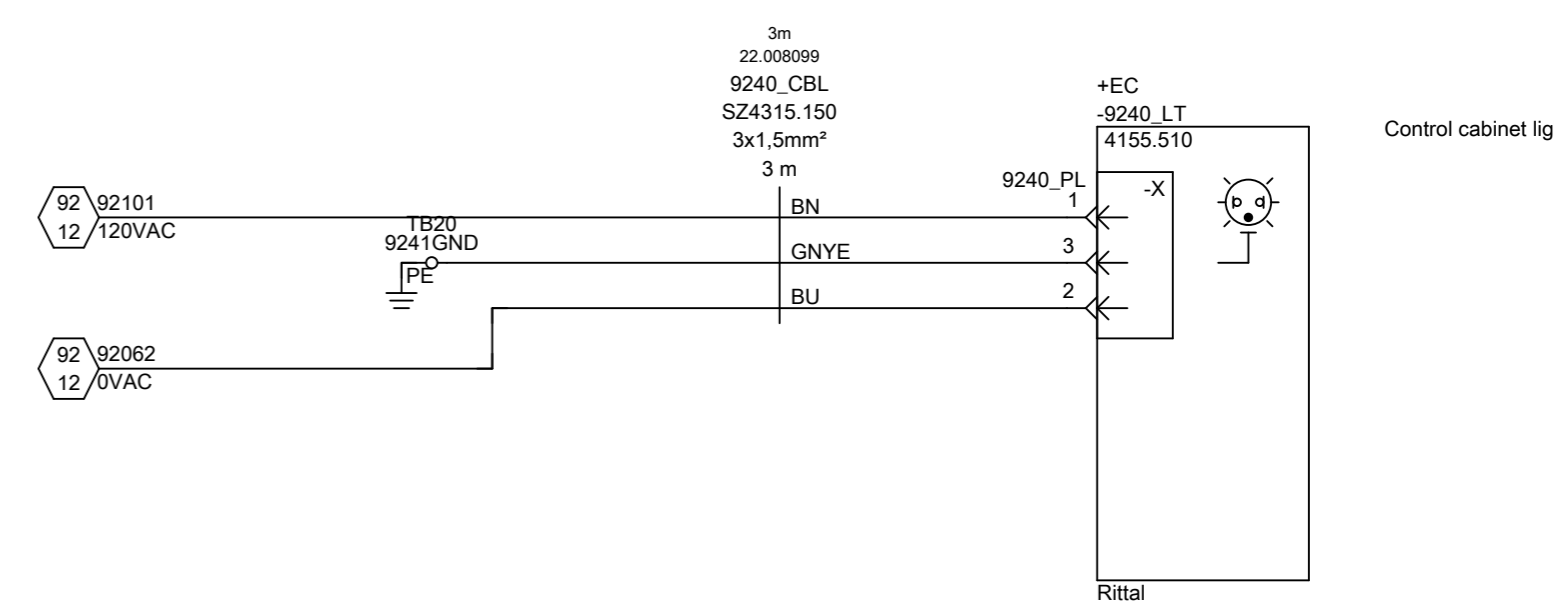 3m
22.008099
9240_CBL
SZ4315.150
3x1,5mm²
3 m
+EC
-9240_LT
4155.510
Control cabinet lig
9240_PL
-X
1
92
12
92101
120VAC
BN
TB20
9241GND
PE
GNYE
3
BU
2
92
12
92062
0VAC
Rittal